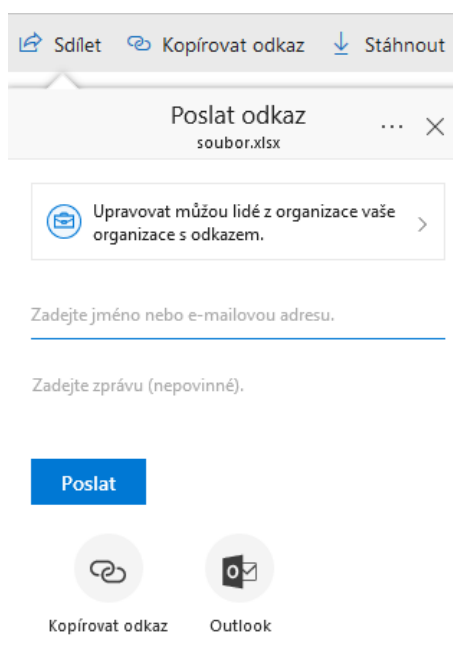 Sdílet Kopírovat odkaz Stáhnout
Poslat odkaz
soubor.xlsx
Upravovat můžou lidé z organizace vaše
organizace s odkazem.
Zadejte jméno nebo e-mailovou adresu.
Zadejte zprávu (nepovinné).
Poslat
Kopírovat odkaz Outlook